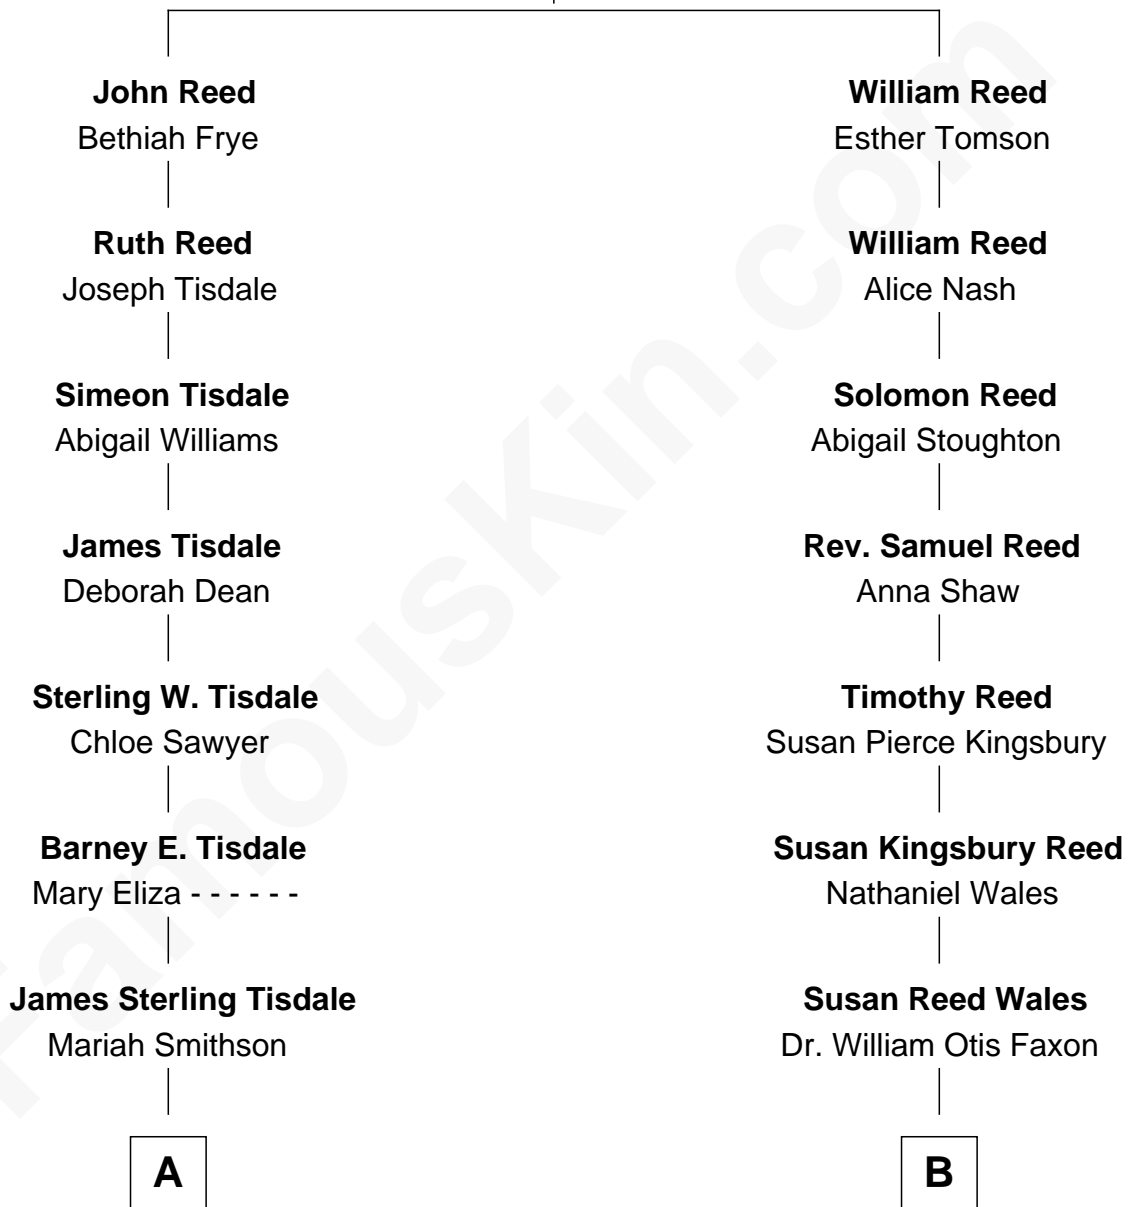 John Reed
Bethiah Frye
Ruth Reed
Joseph Tisdale
Simeon Tisdale
Abigail Williams
James Tisdale
Deborah Dean
Sterling W. Tisdale
Chloe Sawyer
Barney E. Tisdale
Mary Eliza - - - - - -
James Sterling Tisdale
Mariah Smithson
A
William Reed
Esther Tomson
William Reed
Alice Nash
Solomon Reed
Abigail Stoughton
Rev. Samuel Reed
Anna Shaw
Timothy Reed
Susan Pierce Kingsbury
Susan Kingsbury Reed
Nathaniel Wales
Susan Reed Wales
Dr. William Otis Faxon
B
FamousKin.com